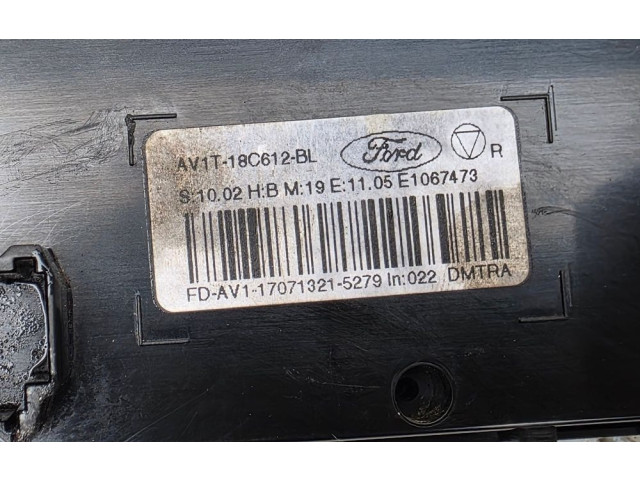 AV1T-18C612-BL Ford R
S:10.02 H:B M:19 E:11.05 E1067473
FD-AV1-17071321-5279 In:022 DMTRA